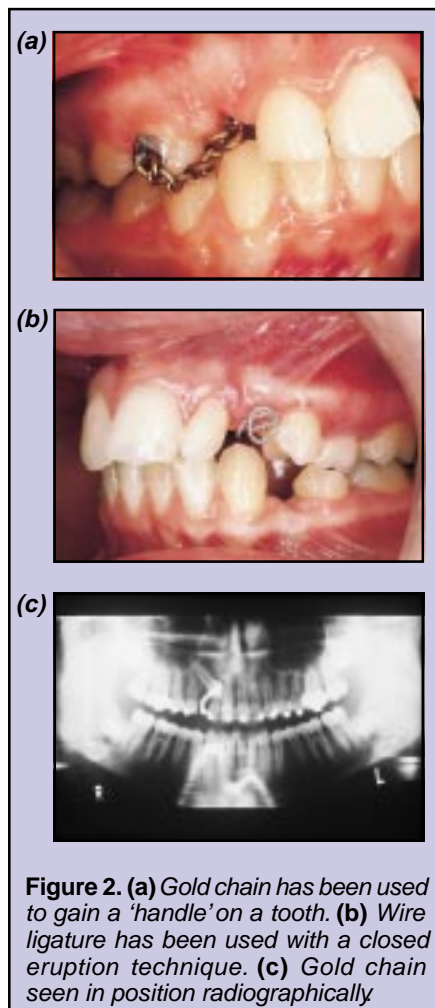 (a)
(b)
(c)
R
L
Figure 2. (a) Gold chain has been used
to gain a ‘handle’ on a tooth. (b) Wire
ligature has been used with a closed
eruption technique. (c) Gold chain
seen in position radiographically.